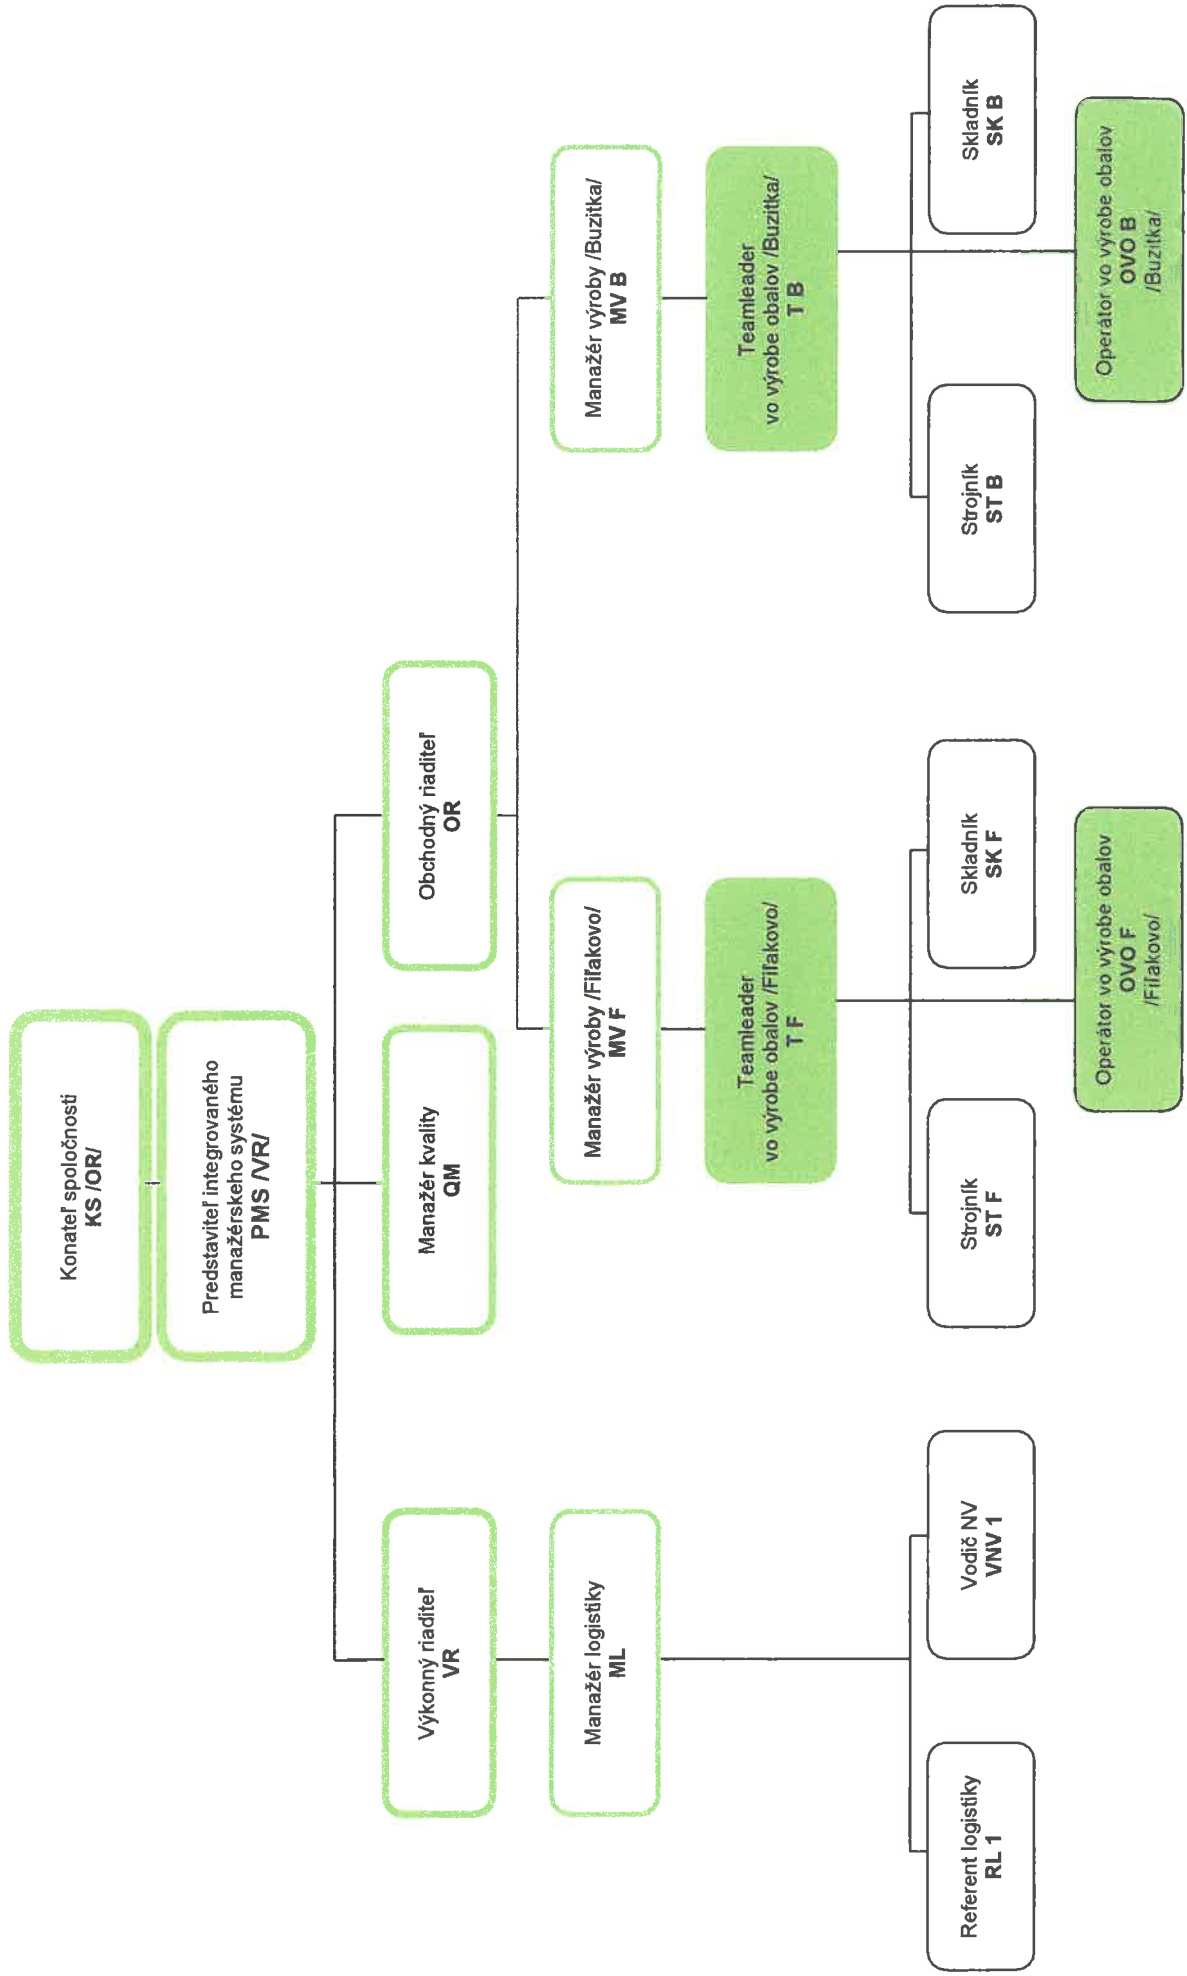 Konateľ spoločnosti
KS /OR/
Predstaviteľ integrovaného
manažérskeho systému
PMS /VR/
Výkonný riaditeľ
VR
Manažér kvality
QM
Obchodný riaditeľ
OR
Manažér logistiky
ML
Manažér výroby /Fiľakovo/
MV F
Manažér výroby /Buzitka/
MV B
Teamleader
vo výrobe obalov /Fiľakovo/
T F
Teamleader
vo výrobe obalov /Buzitka/
T B
Referent logistiky
RL 1
Vodič NV
VNV 1
Strojník
ST F
Skladník
SK F
Strojník
ST B
Skladník
SK B
Operátor vo výrobe obalov
OVO F
/Fiľakovo/
Operátor vo výrobe obalov
OVO B
/Buzitka/